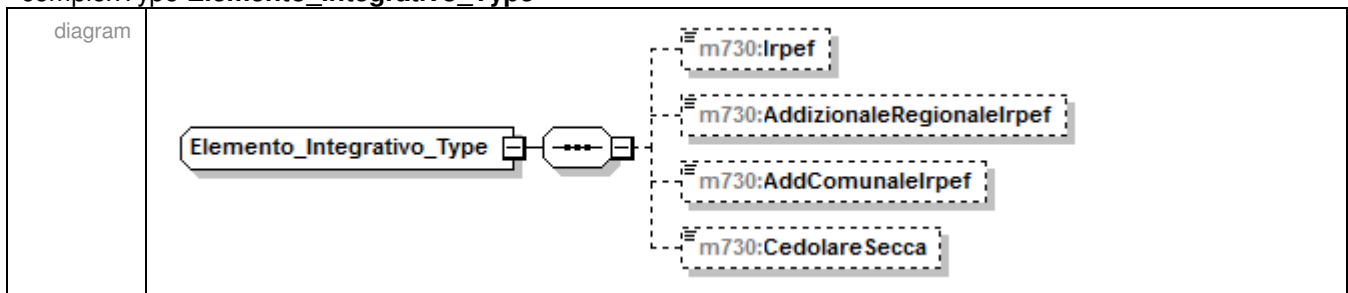 complexType Elemento_Integrativo_Type
diagram
m730:Irpef
m730:AddizionaleRegionaleIrpef
Elemento_Integrativo_Type
m730:AddComunaleIrpef
m730:CedolareSecca